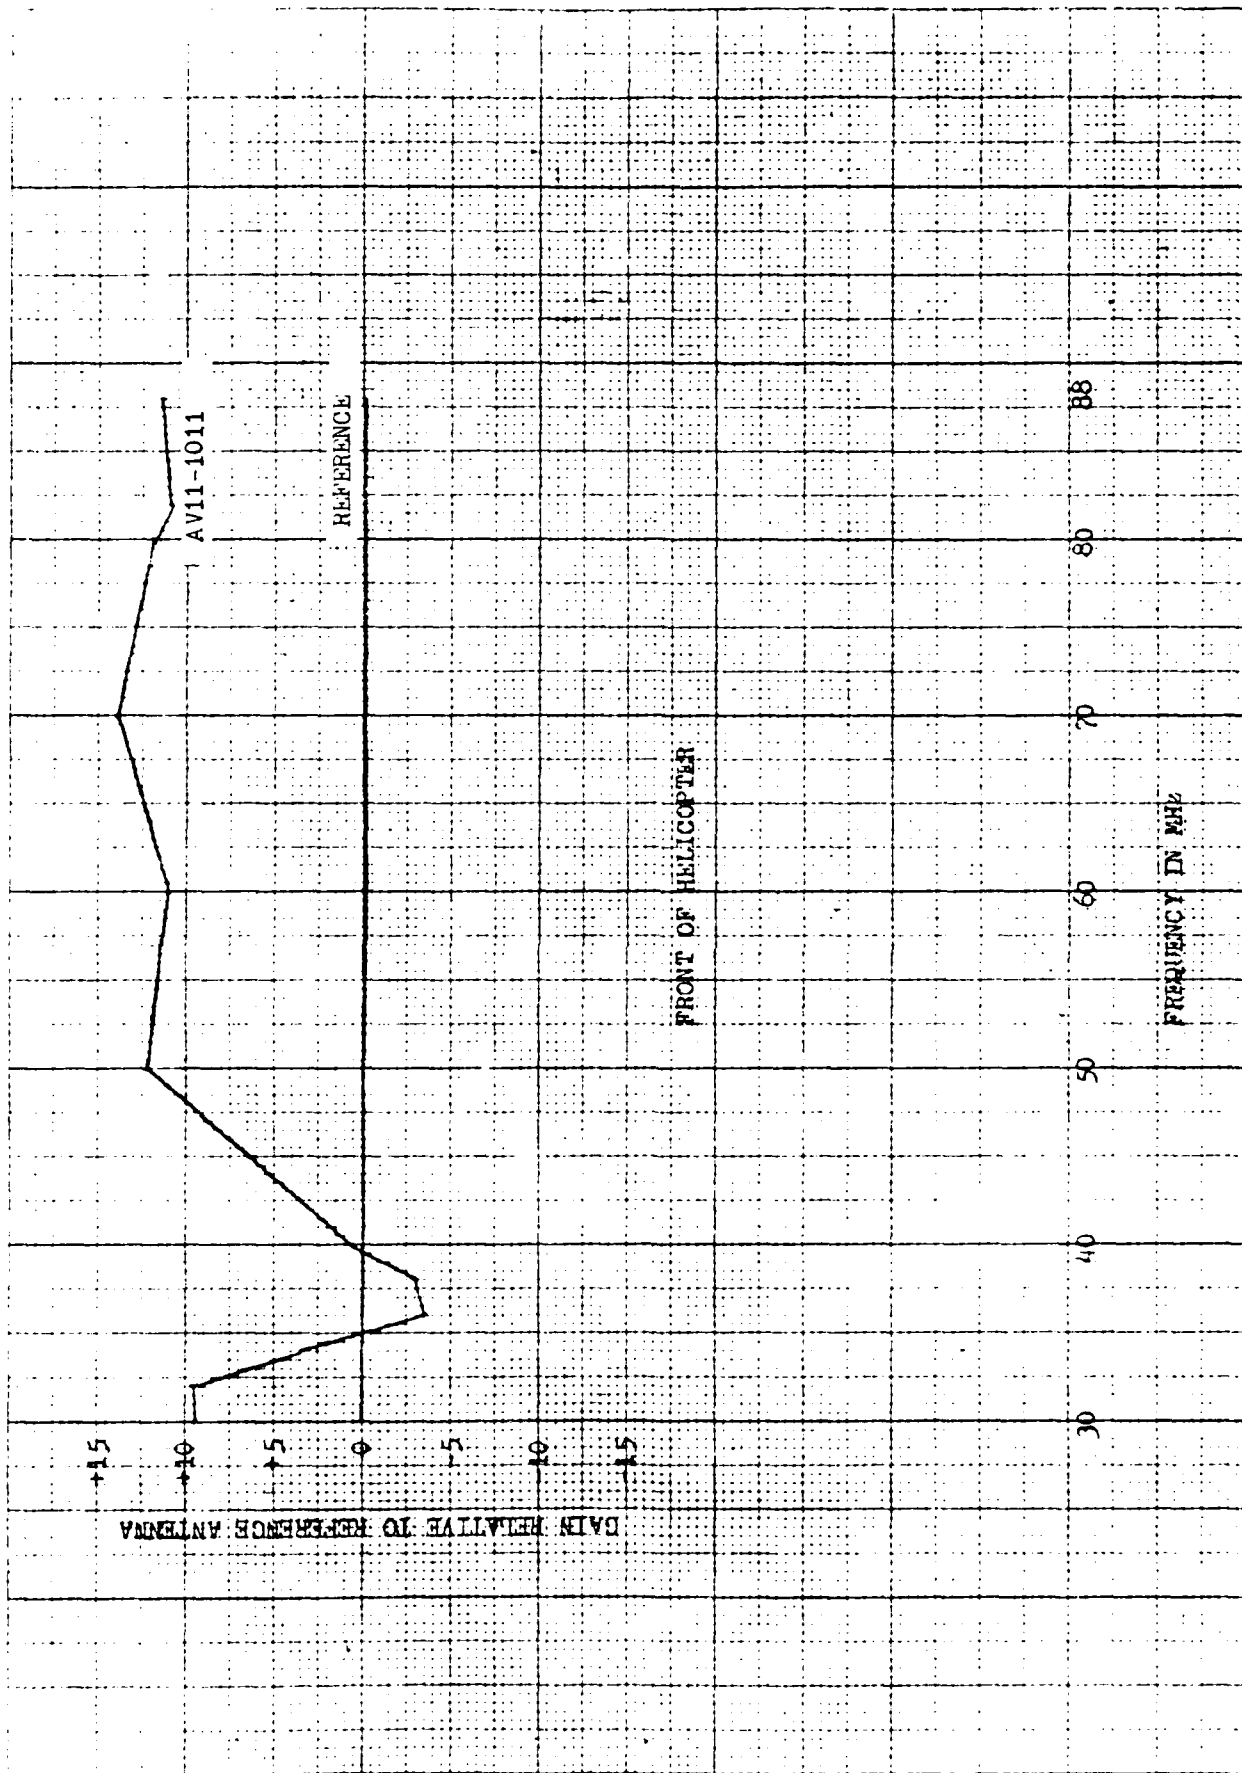 GAIN RELATIVE TO REFERENCE ANTENNA
+15
+10
+5
0
-5
-10
-15
AV11-1011
REFERENCE
FRONT OF HELICOPTER
30
40
50
60
70
80
88
FREQUENCY IN MHz